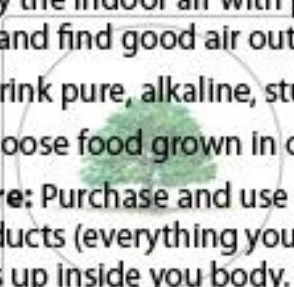 the indoor air with
and find good air out
rink pure, alkaline, stu
oose food grown in
re: Purchase and use
ducts (everything you
up inside you body.